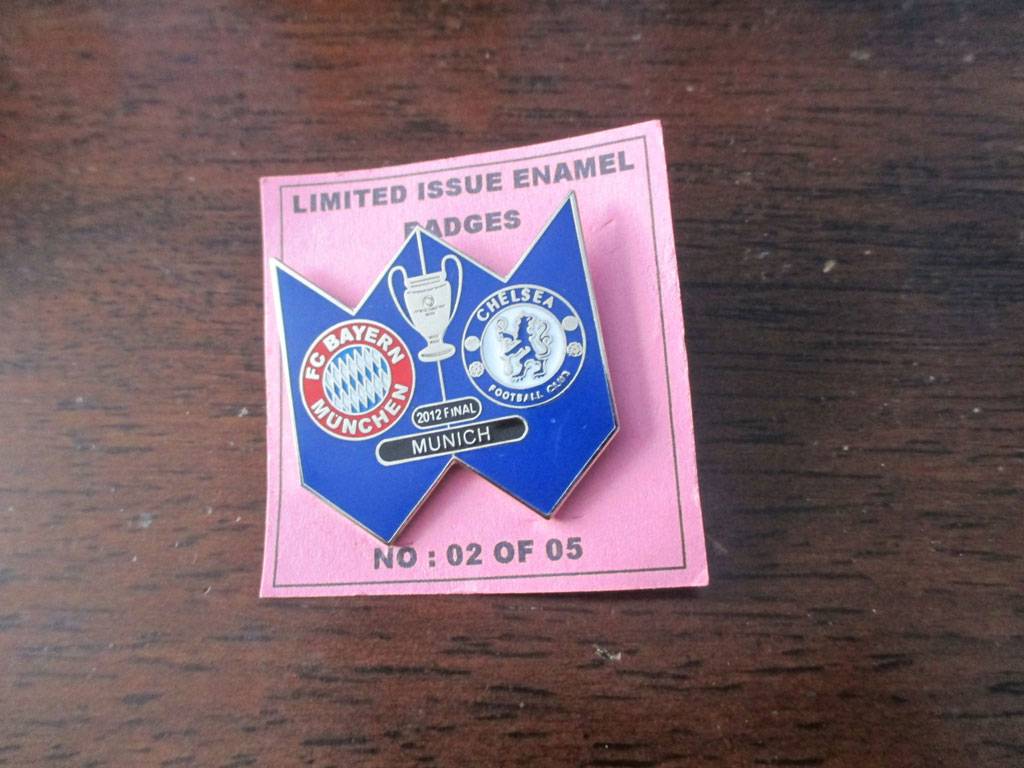 LIMITED ISSUE ENAMEL
BADGES
FC BAYERN
MÜNCHEN
CHELSEA
FOOTBALL CLUB
2012 FINAL
MUNICH
NO : 02 OF 05